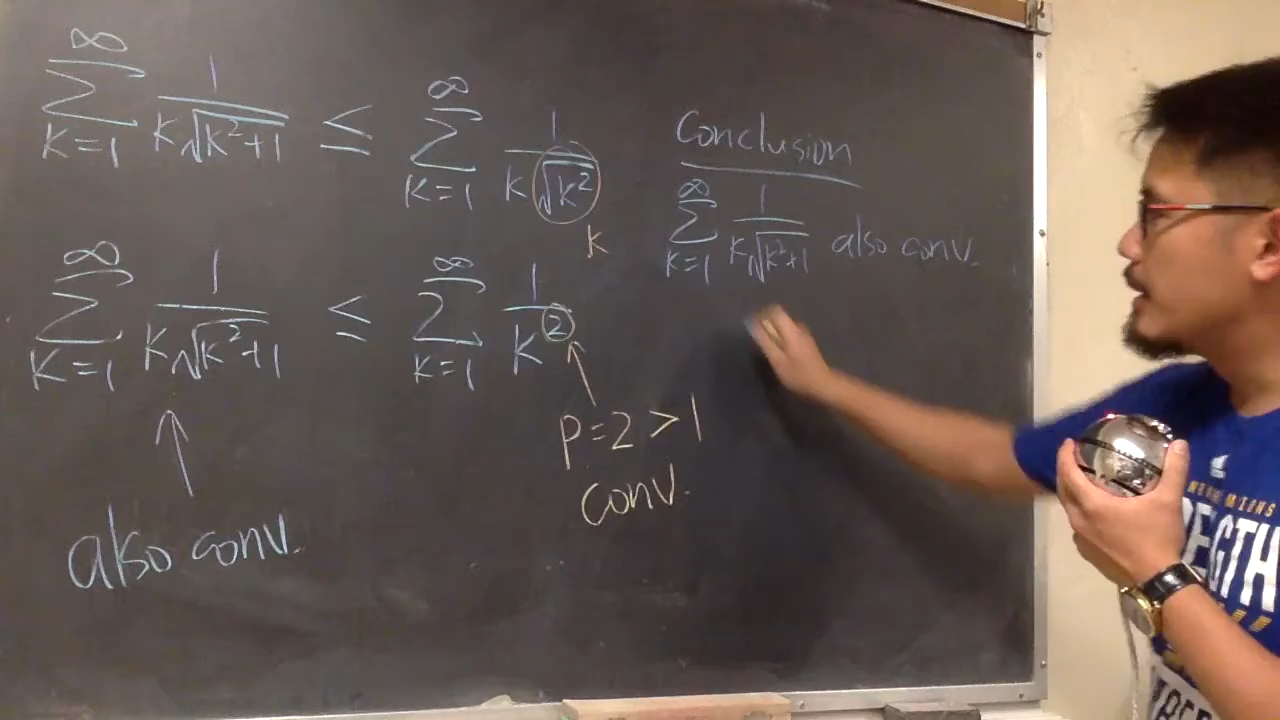 ∞ ∑ K=1 1/(K√(K²+1)) ≤ ∞ ∑ K=1 1/(K√(K²))
K
∞ ∑ K=1 1/(K√(K²+1)) ≤ ∞ ∑ K=1 1/K²
P=2>1
conv.
also conv.
Conclusion
∞ ∑ K=1 1/(K√(K²+1)) also conv.